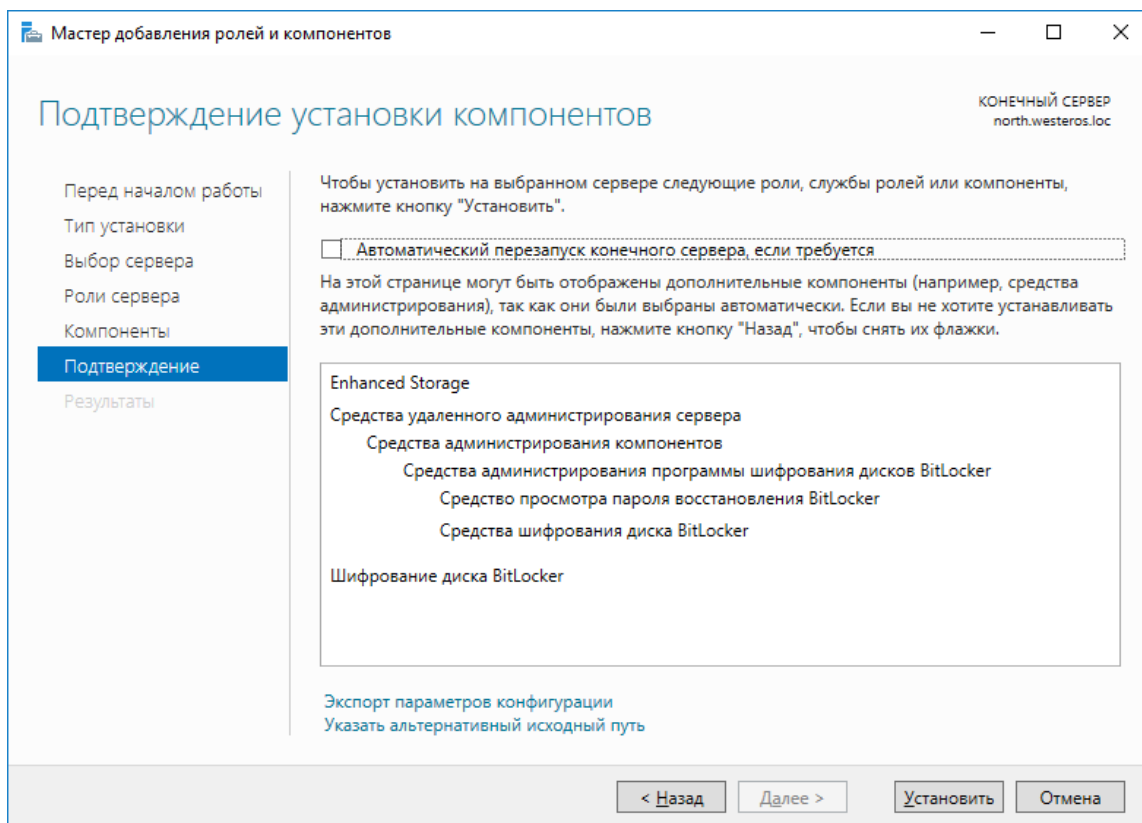 Мастер добавления ролей и компонентов
Подтверждение установки компонентов
КОНЕЧНЫЙ СЕРВЕР
north.westeros.loc
Перед началом работы
Тип установки
Выбор сервера
Роли сервера
Компоненты
Подтверждение
Результаты
Чтобы установить на выбранном сервере следующие роли, службы ролей или компоненты,
нажмите кнопку "Установить".
Автоматический перезапуск конечного сервера, если требуется
На этой странице могут быть отображены дополнительные компоненты (например, средства
администрирования), так как они были выбраны автоматически. Если вы не хотите устанавливать
эти дополнительные компоненты, нажмите кнопку "Назад", чтобы снять их флажки.
Enhanced Storage
Средства удаленного администрирования сервера
Средства администрирования компонентов
Средства администрирования программы шифрования дисков BitLocker
Средство просмотра пароля восстановления BitLocker
Средства шифрования диска BitLocker
Шифрование диска BitLocker
Экспорт параметров конфигурации
Указать альтернативный исходный путь
< Назад
Далее >
Установить
Отмена